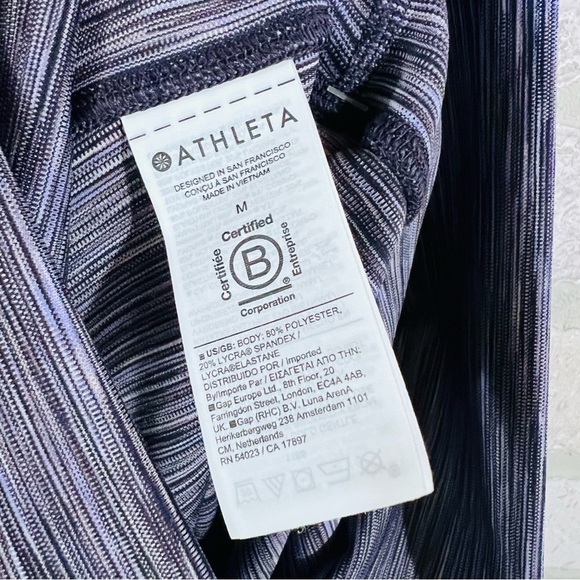 ATHLETA
DESIGNED IN SAN FRANCISCO
CONÇU À SAN FRANCISCO
MADE IN VIETNAM
M
Certifiée Certified
B
Entreprise
®
Corporation
US/GB: BODY: 80% POLYESTER,
20% LYCRA® SPANDEX /
LYCRA®ELASTANE
DISTRIBUIDO POR / Imported
By/Importe Par / ΕΙΣΑΓΕΤΑΙ ΑΠΟ ΤΗΝ:
Gap Europe Ltd., 8th Floor, 20
Farringdon Street, London, EC4A 4AB,
UK. Gap (RHC) B.V. Luna ArenA,
Herikerbergweg 238 Amsterdam 1101
CM, Netherlands
RN 54023 / CA 17897